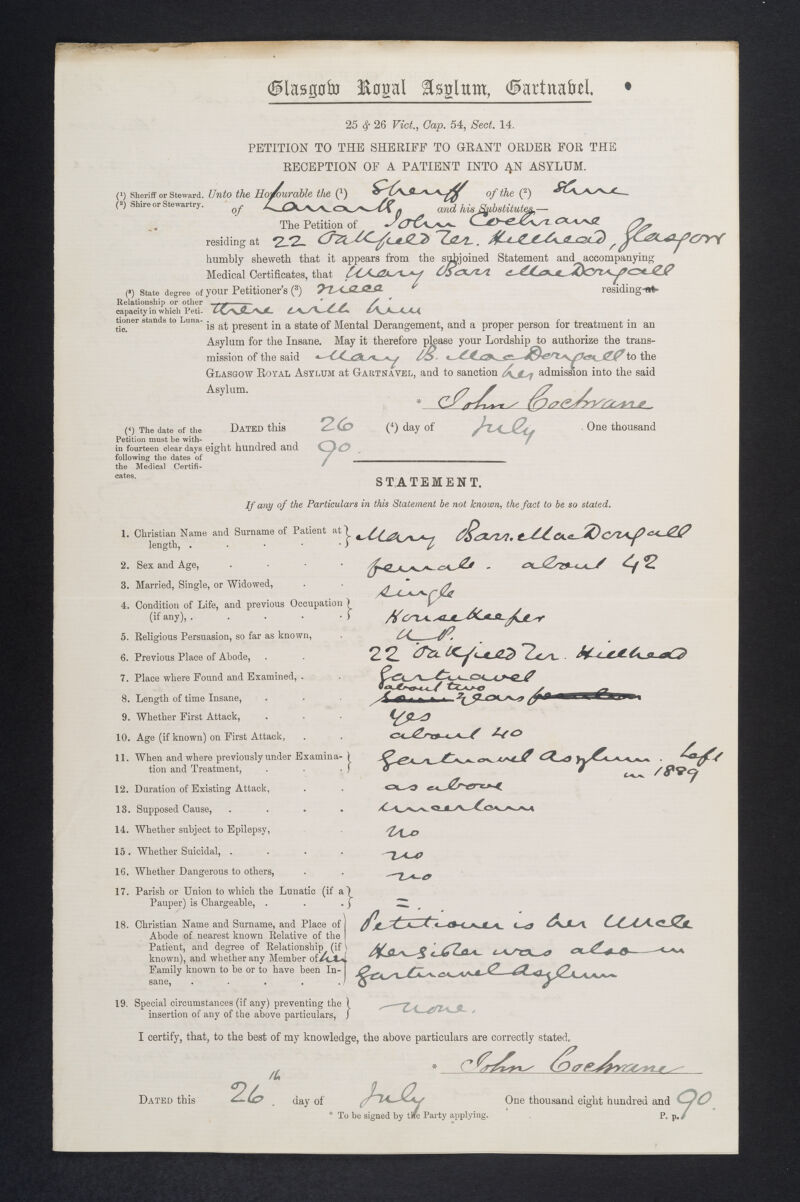 Glasgow Royal Asylum, Gartnavel.
25 & 26 Vict., Cap. 54, Sect. 14.
PETITION TO THE SHERIFF TO GRANT ORDER FOR THE
RECEPTION OF A PATIENT INTO AN ASYLUM.
(1) Sheriff or Steward. Unto the Honourable the (1) Sheriff of the (2) Shire
(2) Shire or Stewartry. of Lanark, and his Substitutes,—
The Petition of John Cochrane
residing at 22 Oakfield Ter. Hillhead, Glasgow
humbly sheweth that it appears from the subjoined Statement and accompanying
Medical Certificates, that Mary Barr MacDougall
(3) State degree of Relationship or other capacity in which Petitioner stands to Lunatic.
your Petitioner's (3) niece residing at
there with him
is at present in a state of Mental Derangement, and a proper person for treatment in an
Asylum for the Insane. May it therefore please your Lordship to authorize the trans-
mission of the said Mary B. MacDougall to the
GLASGOW ROYAL ASYLUM AT GARTNAVEL, and to sanction her admission into the said
Asylum.
* John Cochrane
(4) The date of the Petition must be within fourteen clear days following the dates of the Medical Certificates.
DATED this 26 (4) day of July . One thousand
eight hundred and 90.
STATEMENT.
If any of the Particulars in this Statement be not known, the fact to be so stated.
1. Christian Name and Surname of Patient at length, . Mary Barr. MacDougall
2. Sex and Age, female. about 42
3. Married, Single, or Widowed, single
4. Condition of Life, and previous Occupation (if any), . Housekeeper
5. Religious Persuasion, so far as known, U.P.
6. Previous Place of Abode, 22 Oakfield Ter. Hillhead
7. Place where Found and Examined, Gartnavel
8. Length of time Insane, about two years
9. Whether First Attack, yes
10. Age (if known) on First Attack, about 40
11. When and where previously under Examina-
tion and Treatment, Gartnavel Asylum. Left
in 1889
12. Duration of Existing Attack, as above
13. Supposed Cause, uncertain
14. Whether subject to Epilepsy, no
15. Whether Suicidal, no
16. Whether Dangerous to others, no
17. Parish or Union to which the Lunatic (if a
Pauper) is Chargeable, =.
18. Christian Name and Surname, and Place of Petitioner is her Uncle
Abode of nearest known Relative of the
Patient, and degree of Relationship (if Her sister was also in
known), and whether any Member of her
Family known to be or to have been In- Gartnavel Asylum
sane,
19. Special circumstances (if any) preventing the
insertion of any of the above particulars, none.
I certify, that, to the best of my knowledge, the above particulars are correctly stated.
* John Cochrane
DATED this 26th. day of July One thousand eight hundred and 90.
* To be signed by the Party applying. P. p.